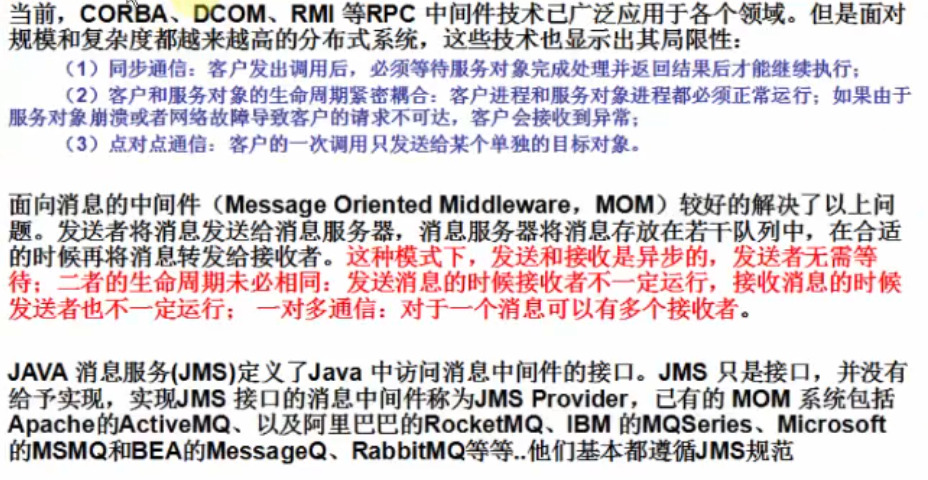 当前，CORBA、DCOM、RMI 等RPC 中间件技术已广泛应用于各个领域。但是面对
规模和复杂度都越来越高的分布式系统，这些技术也显示出其局限性：
（1）同步通信：客户发出调用后，必须等待服务对象完成处理并返回结果后才能继续执行；
（2）客户和服务对象的生命周期紧密耦合：客户进程和服务对象进程都必须正常运行；如果由于
服务对象崩溃或者网络故障导致客户的请求不可达，客户会接收到异常；
（3）点对点通信：客户的一次调用只发送给某个单独的目标对象。
面向消息的中间件（Message Oriented Middleware，MOM）较好的解决了以上问
题。发送者将消息发送给消息服务器，消息服务器将消息存放在若干队列中，在合适
的时候再将消息转发给接收者。这种模式下，发送和接收是异步的，发送者无需等
待；二者的生命周期未必相同：发送消息的时候接收者不一定运行，接收消息的时候
发送者也不一定运行； 一对多通信：对于一个消息可以有多个接收者。
JAVA 消息服务(JMS)定义了Java 中访问消息中间件的接口。JMS 只是接口，并没有
给予实现，实现JMS 接口的消息中间件称为JMS Provider，已有的 MOM 系统包括
Apache的ActiveMQ、以及阿里巴巴的RocketMQ、IBM 的MQSeries、Microsoft
的MSMQ和BEA的MessageQ、RabbitMQ等等..他们基本都遵循JMS规范